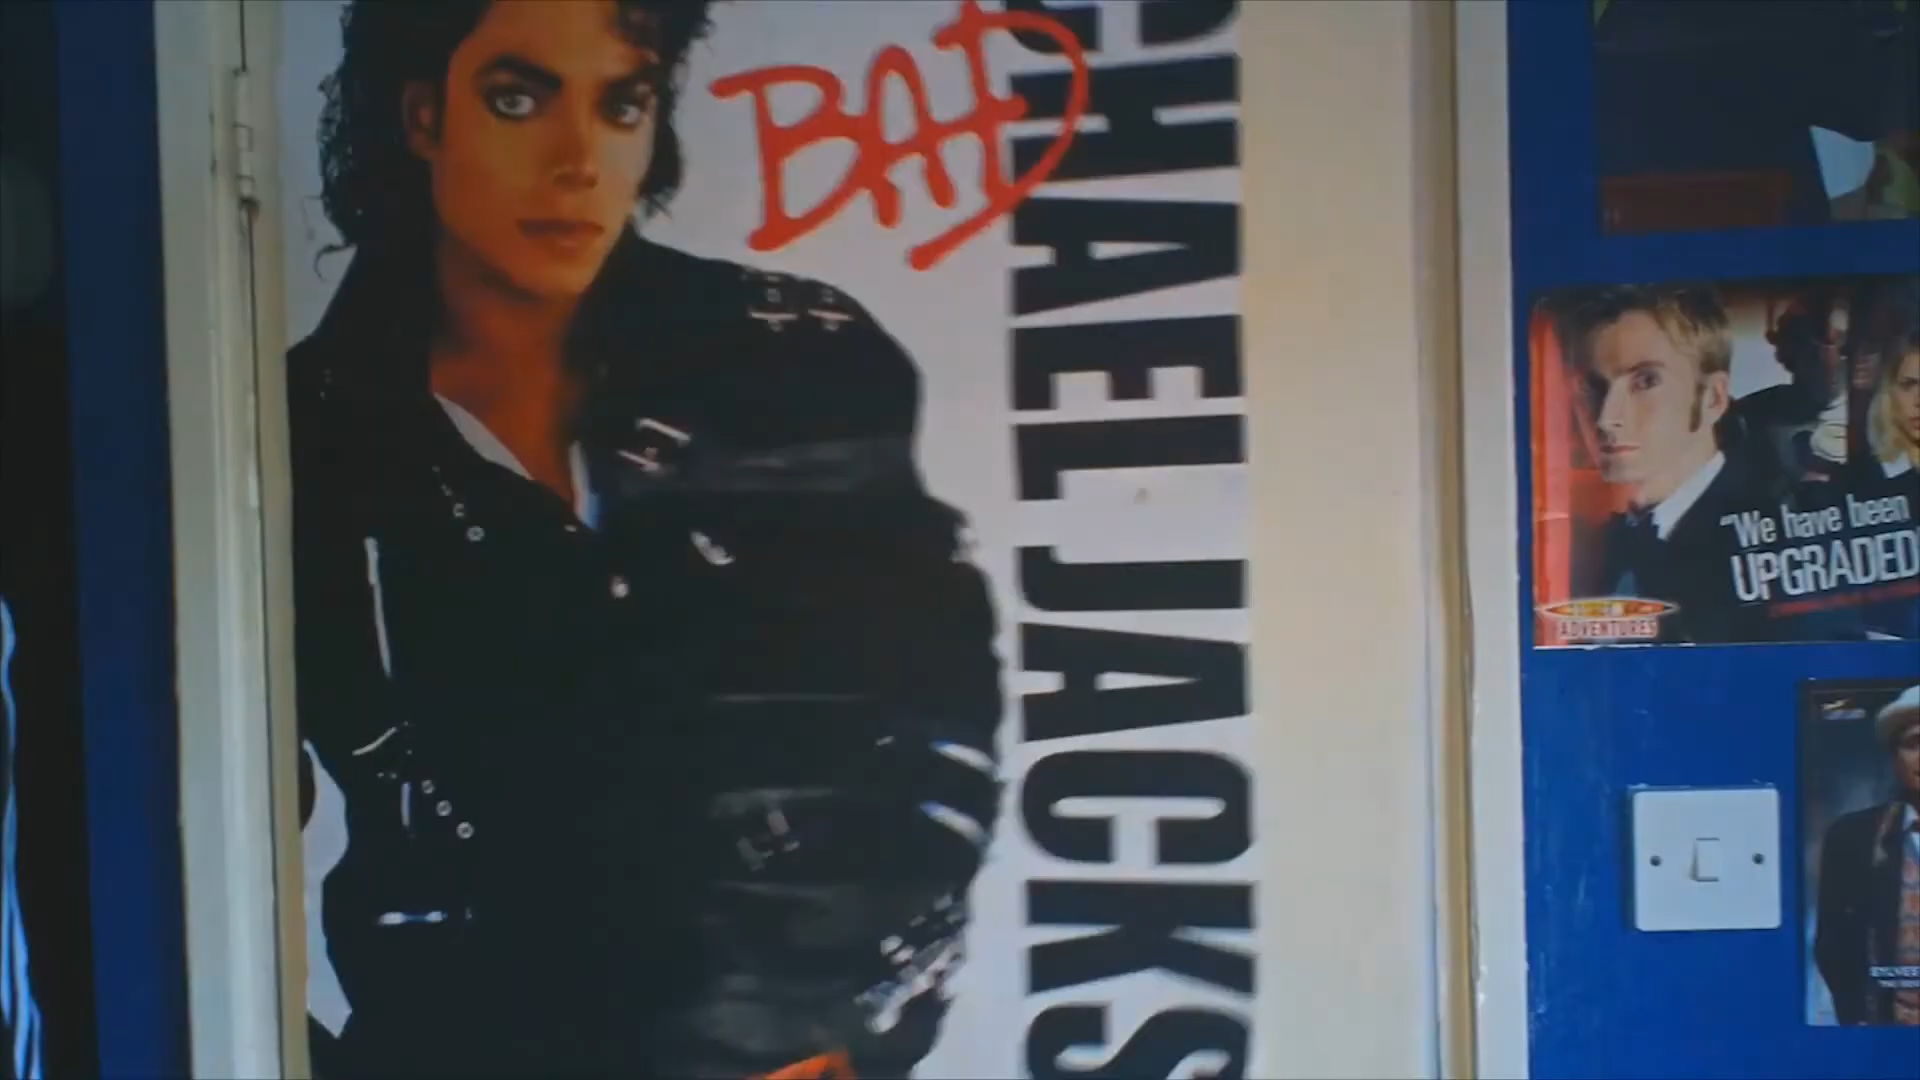 BAD
CHAEL JACKS
"We have been
UPGRADED
ADVENTURES